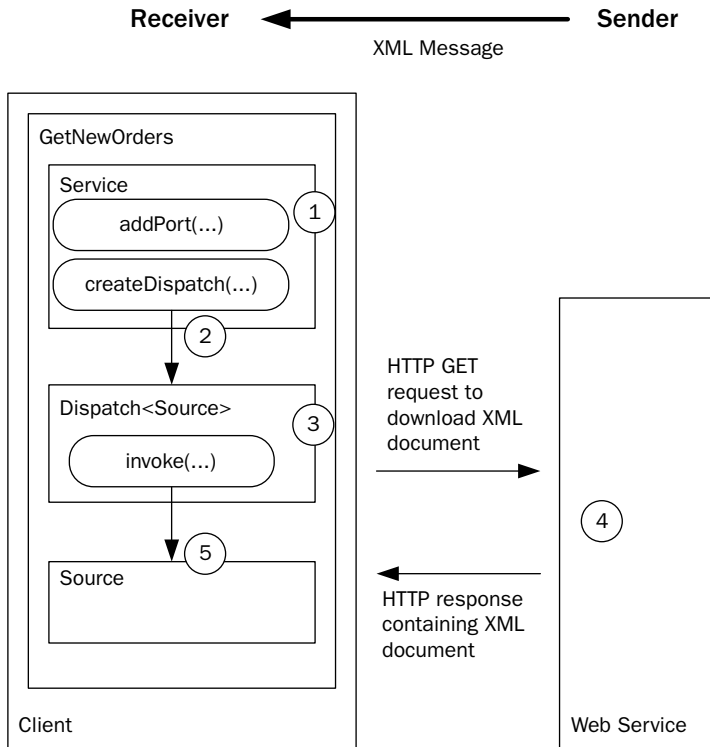 Receiver
Sender
XML Message
GetNewOrders
Service
1
addPort(...)
createDispatch(...)
2
Dispatch<Source>
3
invoke(...)
5
Source
Client
HTTP GET
request to
download XML
document
4
HTTP response
containing XML
document
Web Service